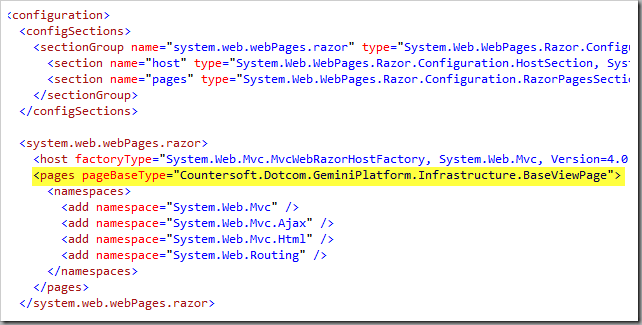 <configuration>
<configSections>
<sectionGroup name="system.web.webPages.razor" type="System.Web.WebPages.Razor.Configu
<section name="host" type="System.Web.WebPages.Razor.Configuration.HostSection, Sys
<section name="pages" type="System.Web.WebPages.Razor.Configuration.RazorPagesSectio
</sectionGroup>
</configSections>
<system.web.webPages.razor>
<host factoryType="System.Web.Mvc.MvcWebRazorHostFactory, System.Web.Mvc, Version=4.0
<pages pageBaseType="Countersoft.Dotcom.GeminiPlatform.Infrastructure.BaseViewPage">
<namespaces>
<add namespace="System.Web.Mvc" />
<add namespace="System.Web.Mvc.Ajax" />
<add namespace="System.Web.Mvc.Html" />
<add namespace="System.Web.Routing" />
</namespaces>
</pages>
</system.web.webPages.razor>